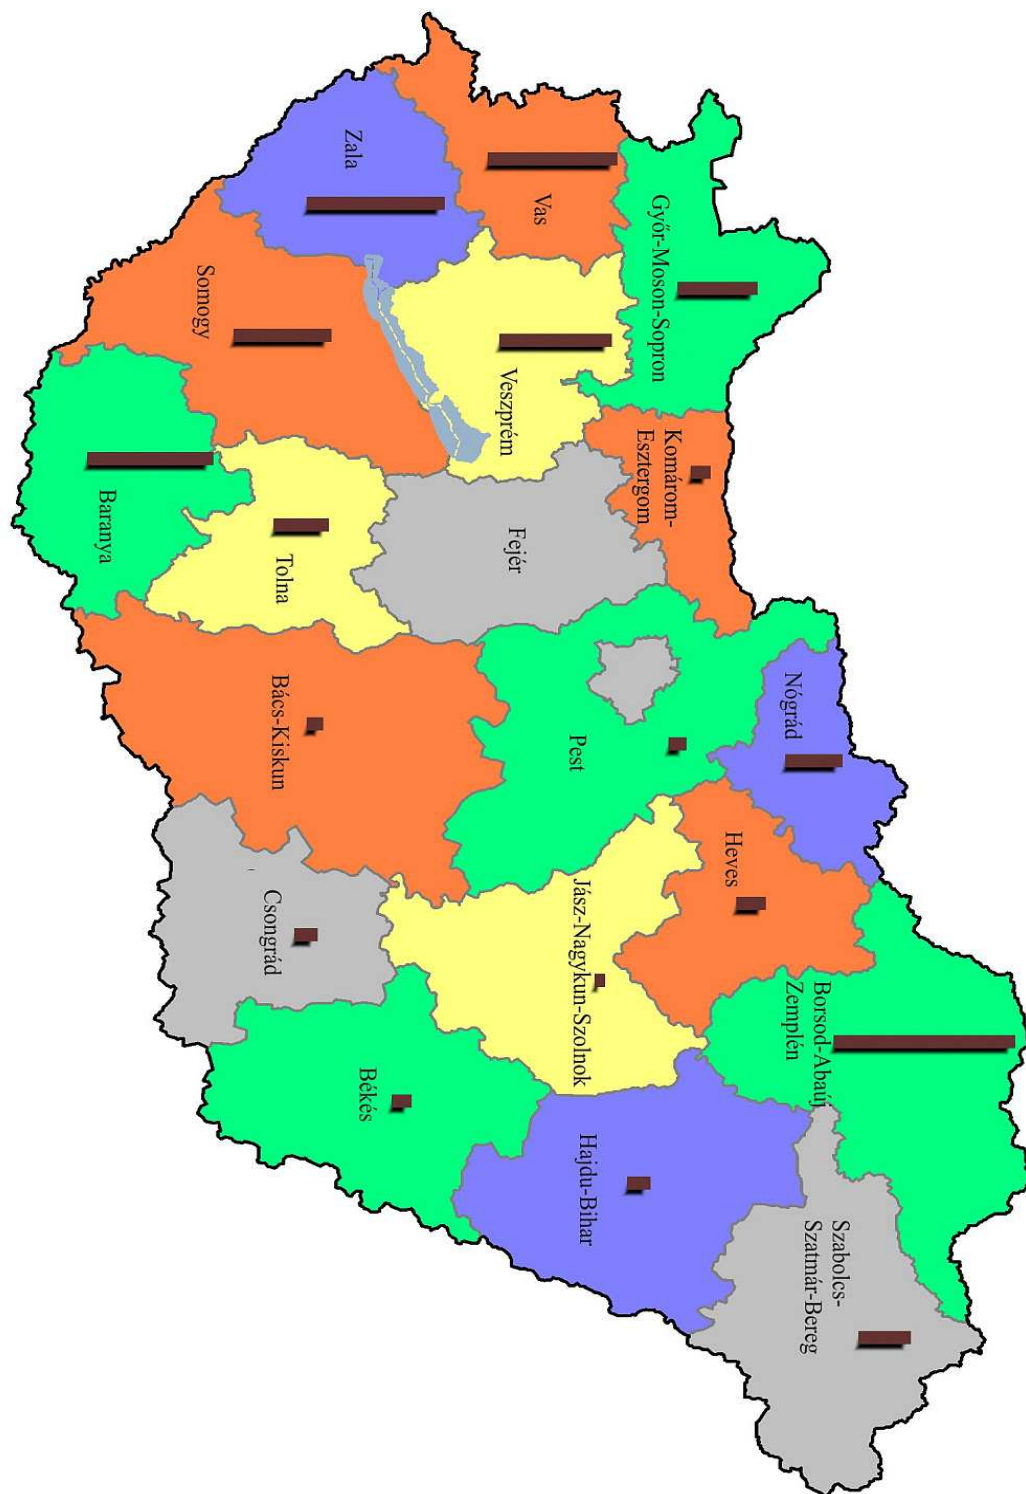 Borsod-Abaúj
Zemplén
Szabolcs-
Szatmár-Bereg
Nógrád
Heves
Győr-Moson-Sopron
Komárom-
Esztergom
Pest
Jász-Nagykun-Szolnok
Hajdu-Bihar
Vas
Veszprém
Fejér
Zala
Békés
Tolna
Bács-Kiskun
Csongrád
Somogy
Baranya